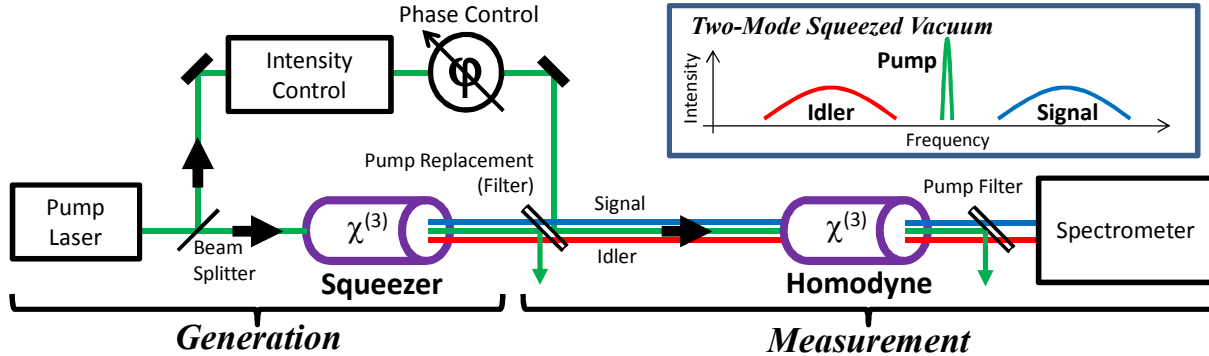 Phase Control
Intensity
Control
φ
Two-Mode Squeezed Vacuum
Pump
Intensity
Idler
Signal
Frequency
Pump Replacement
(Filter)
Pump Filter
Pump
Laser
Beam
Splitter
χ(3)
Squeezer
Signal
Idler
χ(3)
Homodyne
Spectrometer
Generation
Measurement